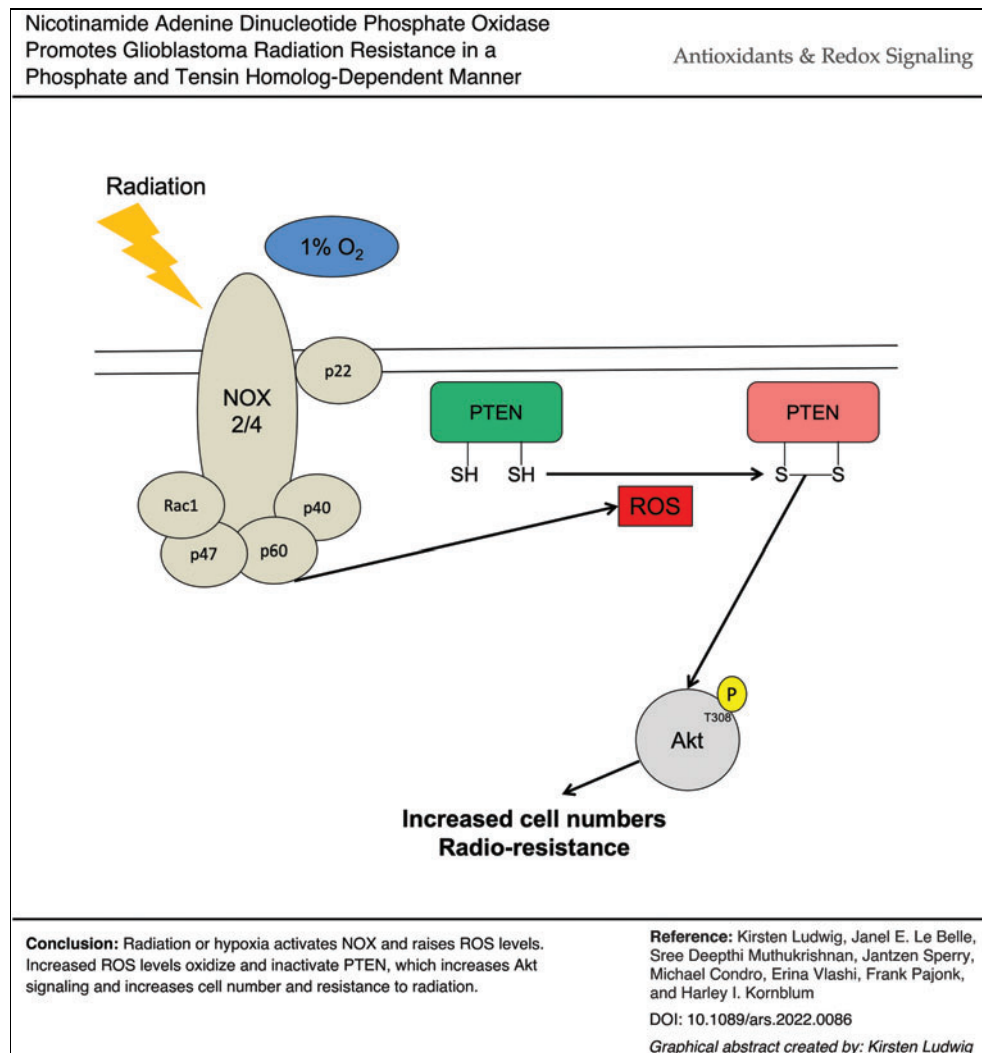 Nicotinamide Adenine Dinucleotide Phosphate Oxidase
Promotes Glioblastoma Radiation Resistance in a
Phosphate and Tensin Homolog-Dependent Manner
Antioxidants & Redox Signaling
Radiation
1% O₂
p22
NOX
2/4
PTEN
PTEN
SH
SH
S
S
Rac1
p40
ROS
p47
p60
P
T308
Akt
Increased cell numbers
Radio-resistance
Conclusion: Radiation or hypoxia activates NOX and raises ROS levels.
Increased ROS levels oxidize and inactivate PTEN, which increases Akt
signaling and increases cell number and resistance to radiation.
Reference: Kirsten Ludwig, Janel E. Le Belle,
Sree Deepthi Muthukrishnan, Jantzen Sperry,
Michael Condro, Erina Vlashi, Frank Pajonk,
and Harley I. Kornblum
DOI: 10.1089/ars.2022.0086
Graphical abstract created by: Kirsten Ludwig